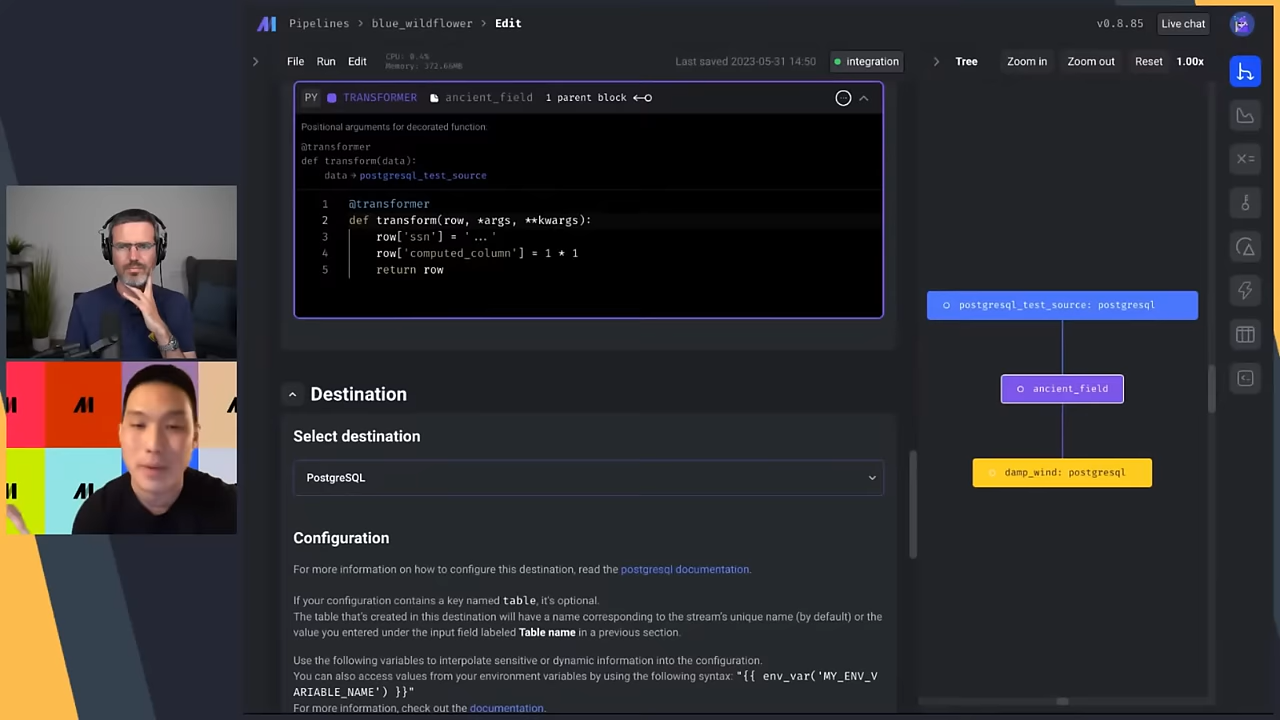 Pipelines > blue_wildflower > Edit
v0.8.85
Live chat
File Run Edit
CPU: 0.4%
Memory: 372.66MB
Last saved 2023-05-31 14:50
integration
Tree
Zoom in
Zoom out
Reset
1.00x
PY TRANSFORMER ancient_field 1 parent block
Positional arguments for decorated function:
@transformer
def transform(data):
data → postgresql_test_source
1 @transformer
2 def transform(row, *args, **kwargs):
3 row['ssn'] = '...'
4 row['computed_column'] = 1 * 1
5 return row
postgresql_test_source: postgresql
ancient_field
damp_wind: postgresql
Destination
Select destination
PostgreSQL
Configuration
For more information on how to configure this destination, read the postgresql documentation.
If your configuration contains a key named table, it's optional.
The table that's created in this destination will have a name corresponding to the stream's unique name (by default) or the
value you entered under the input field labeled Table name in a previous section.
Use the following variables to interpolate sensitive or dynamic information into the configuration.
You can also access values from your environment variables by using the following syntax: "{{ env_var('MY_ENV_V
ARIABLE_NAME') }}"
For more information, check out the documentation.